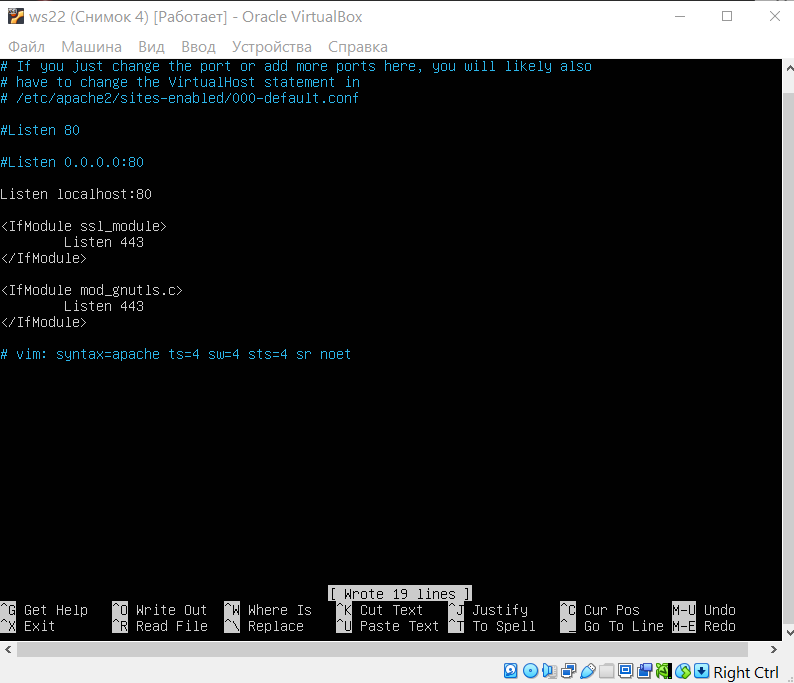 ws22 (Снимок 4) [Работает] - Oracle VirtualBox
Файл Машина Вид Ввод Устройства Справка
# If you just change the port or add more ports here, you will likely also
# have to change the VirtualHost statement in
# /etc/apache2/sites-enabled/000-default.conf
#Listen 80
#Listen 0.0.0.0:80
Listen localhost:80
<IfModule ssl_module>
        Listen 443
</IfModule>
<IfModule mod_gnutls.c>
        Listen 443
</IfModule>
# vim: syntax=apache ts=4 sw=4 sts=4 sr noet
[ Wrote 19 lines ]
^G Get Help ^O Write Out ^W Where Is ^K Cut Text ^J Justify ^C Cur Pos M-U Undo
^X Exit ^R Read File ^\ Replace ^U Paste Text ^T To Spell ^_ Go To Line M-E Redo
Right Ctrl